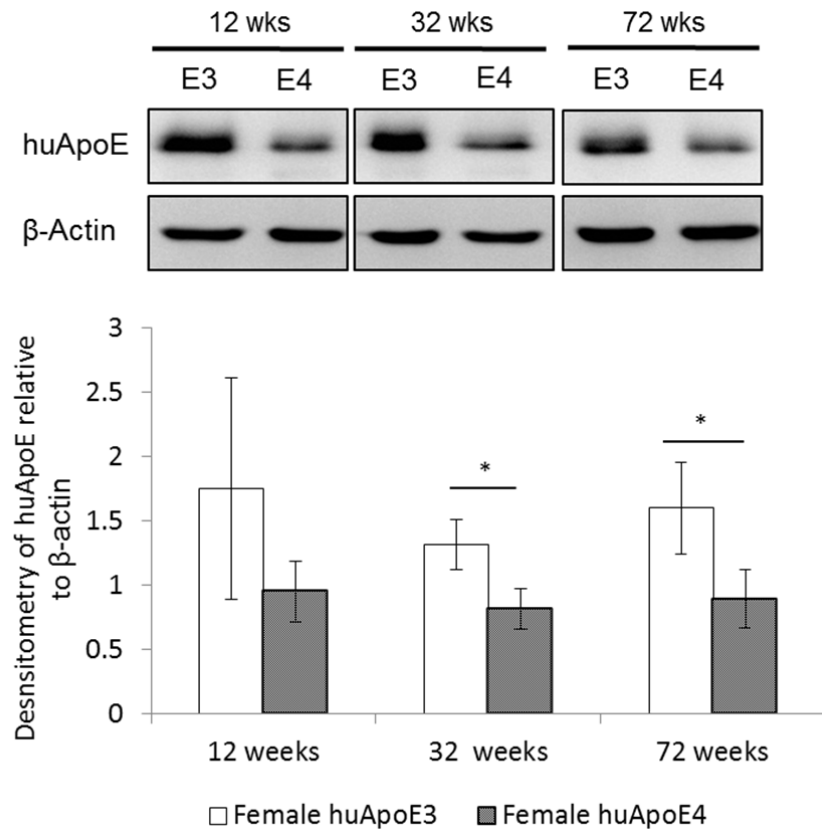 12 wks 32 wks 72 wks
E3 E4 E3 E4 E3 E4
huApoE
β-Actin
Desnsitometry of huApoE relative
to β-actin
3
2.5
2
1.5
1
0.5
0
*
*
12 weeks 32 weeks 72 weeks
Female huApoE3 Female huApoE4